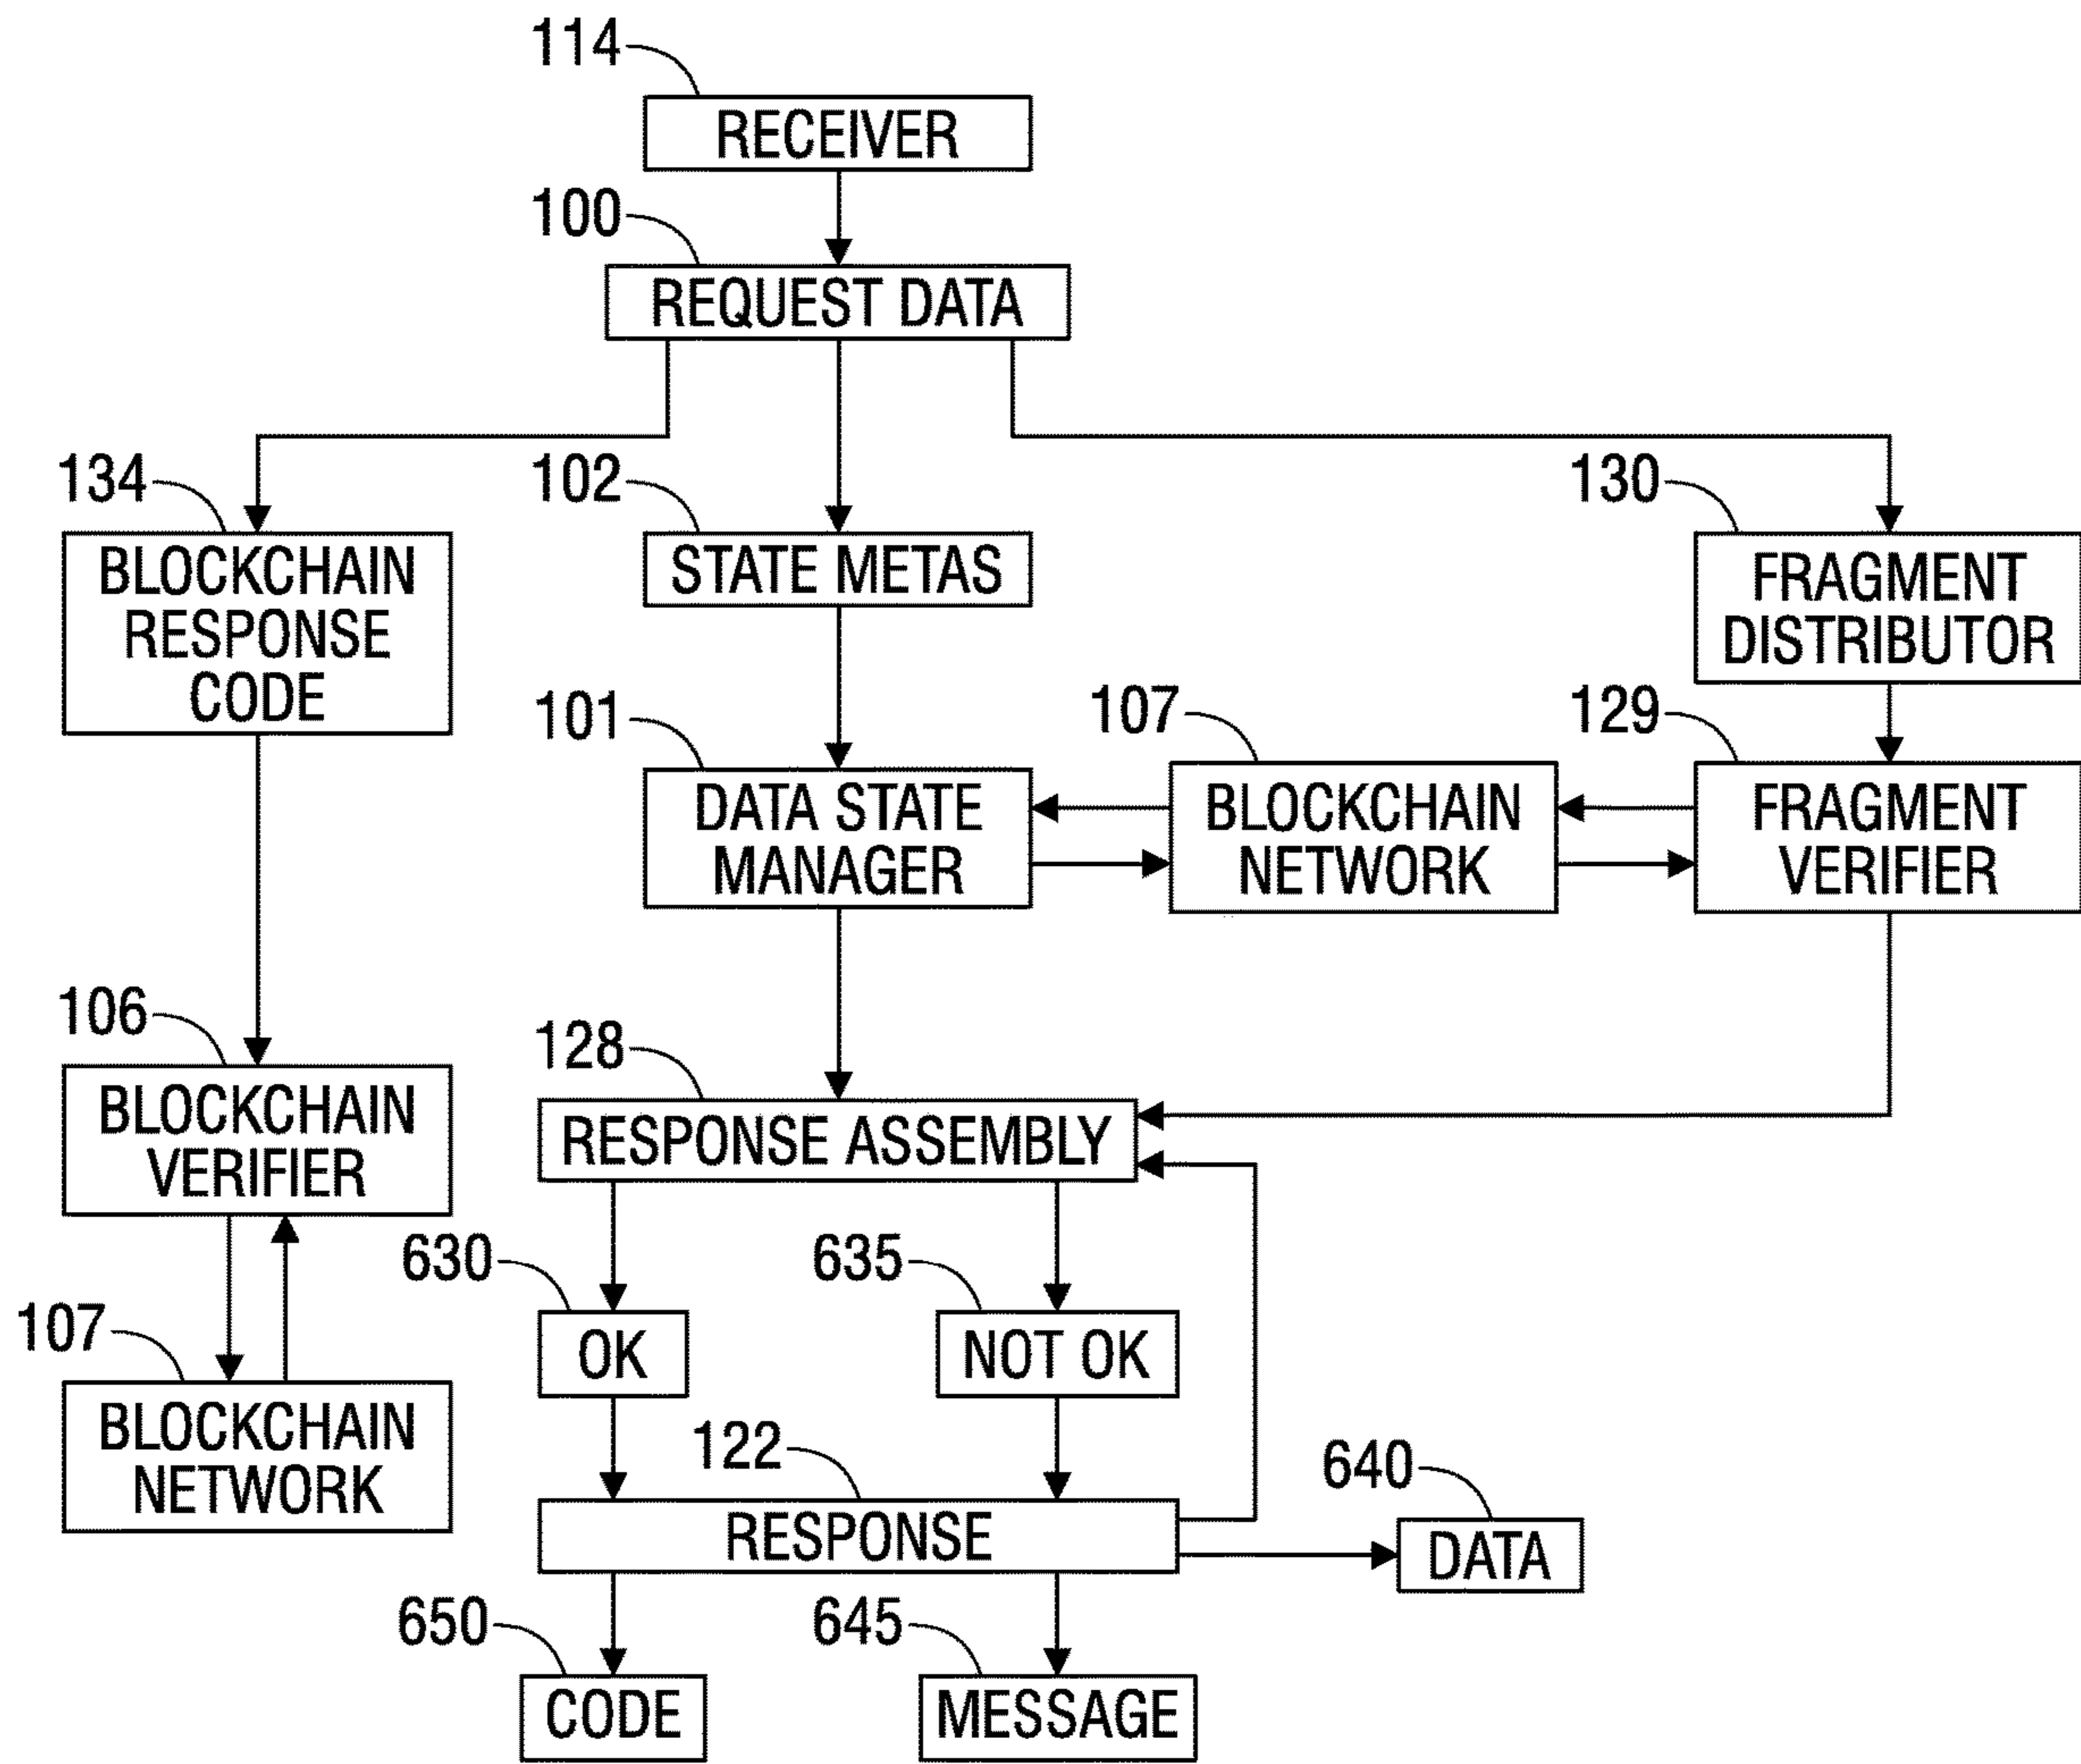 114
RECEIVER
100
REQUEST DATA
134
BLOCKCHAIN
RESPONSE
CODE
102
STATE METAS
130
FRAGMENT
DISTRIBUTOR
101
DATA STATE
MANAGER
107
BLOCKCHAIN
NETWORK
129
FRAGMENT
VERIFIER
106
BLOCKCHAIN
VERIFIER
128
RESPONSE ASSEMBLY
630
OK
635
NOT OK
107
BLOCKCHAIN
NETWORK
122
RESPONSE
640
DATA
650
CODE
645
MESSAGE